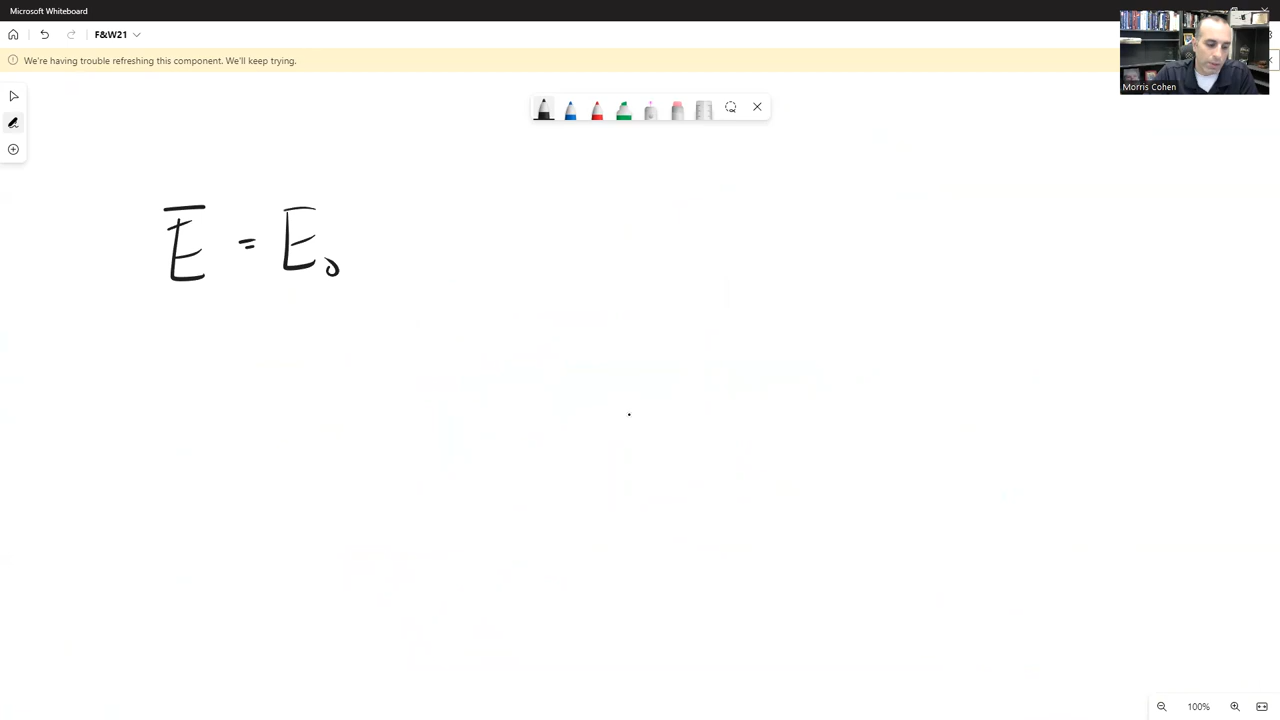 Microsoft Whiteboard
F&W21
We're having trouble refreshing this component. We'll keep trying.
Morris Cohen
E̅ = E₀
100%